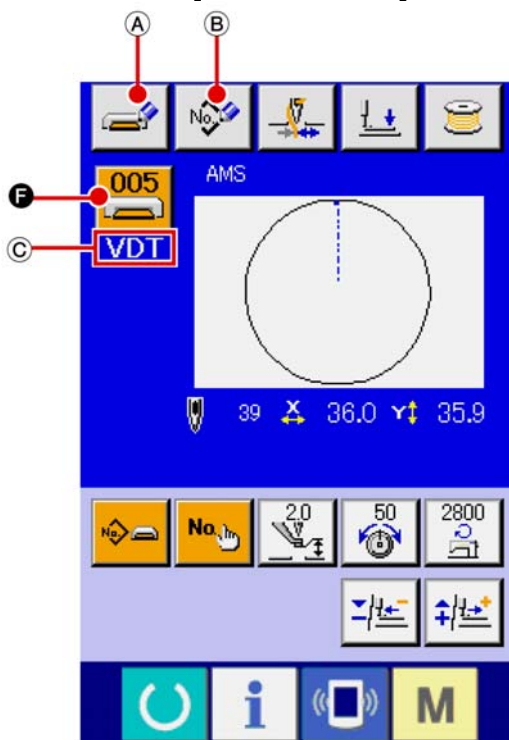 A B
No.
005 AMS
F
C VDT
39 X 36.0 Y 35.9
No. No. 2.0 50 2800
i M